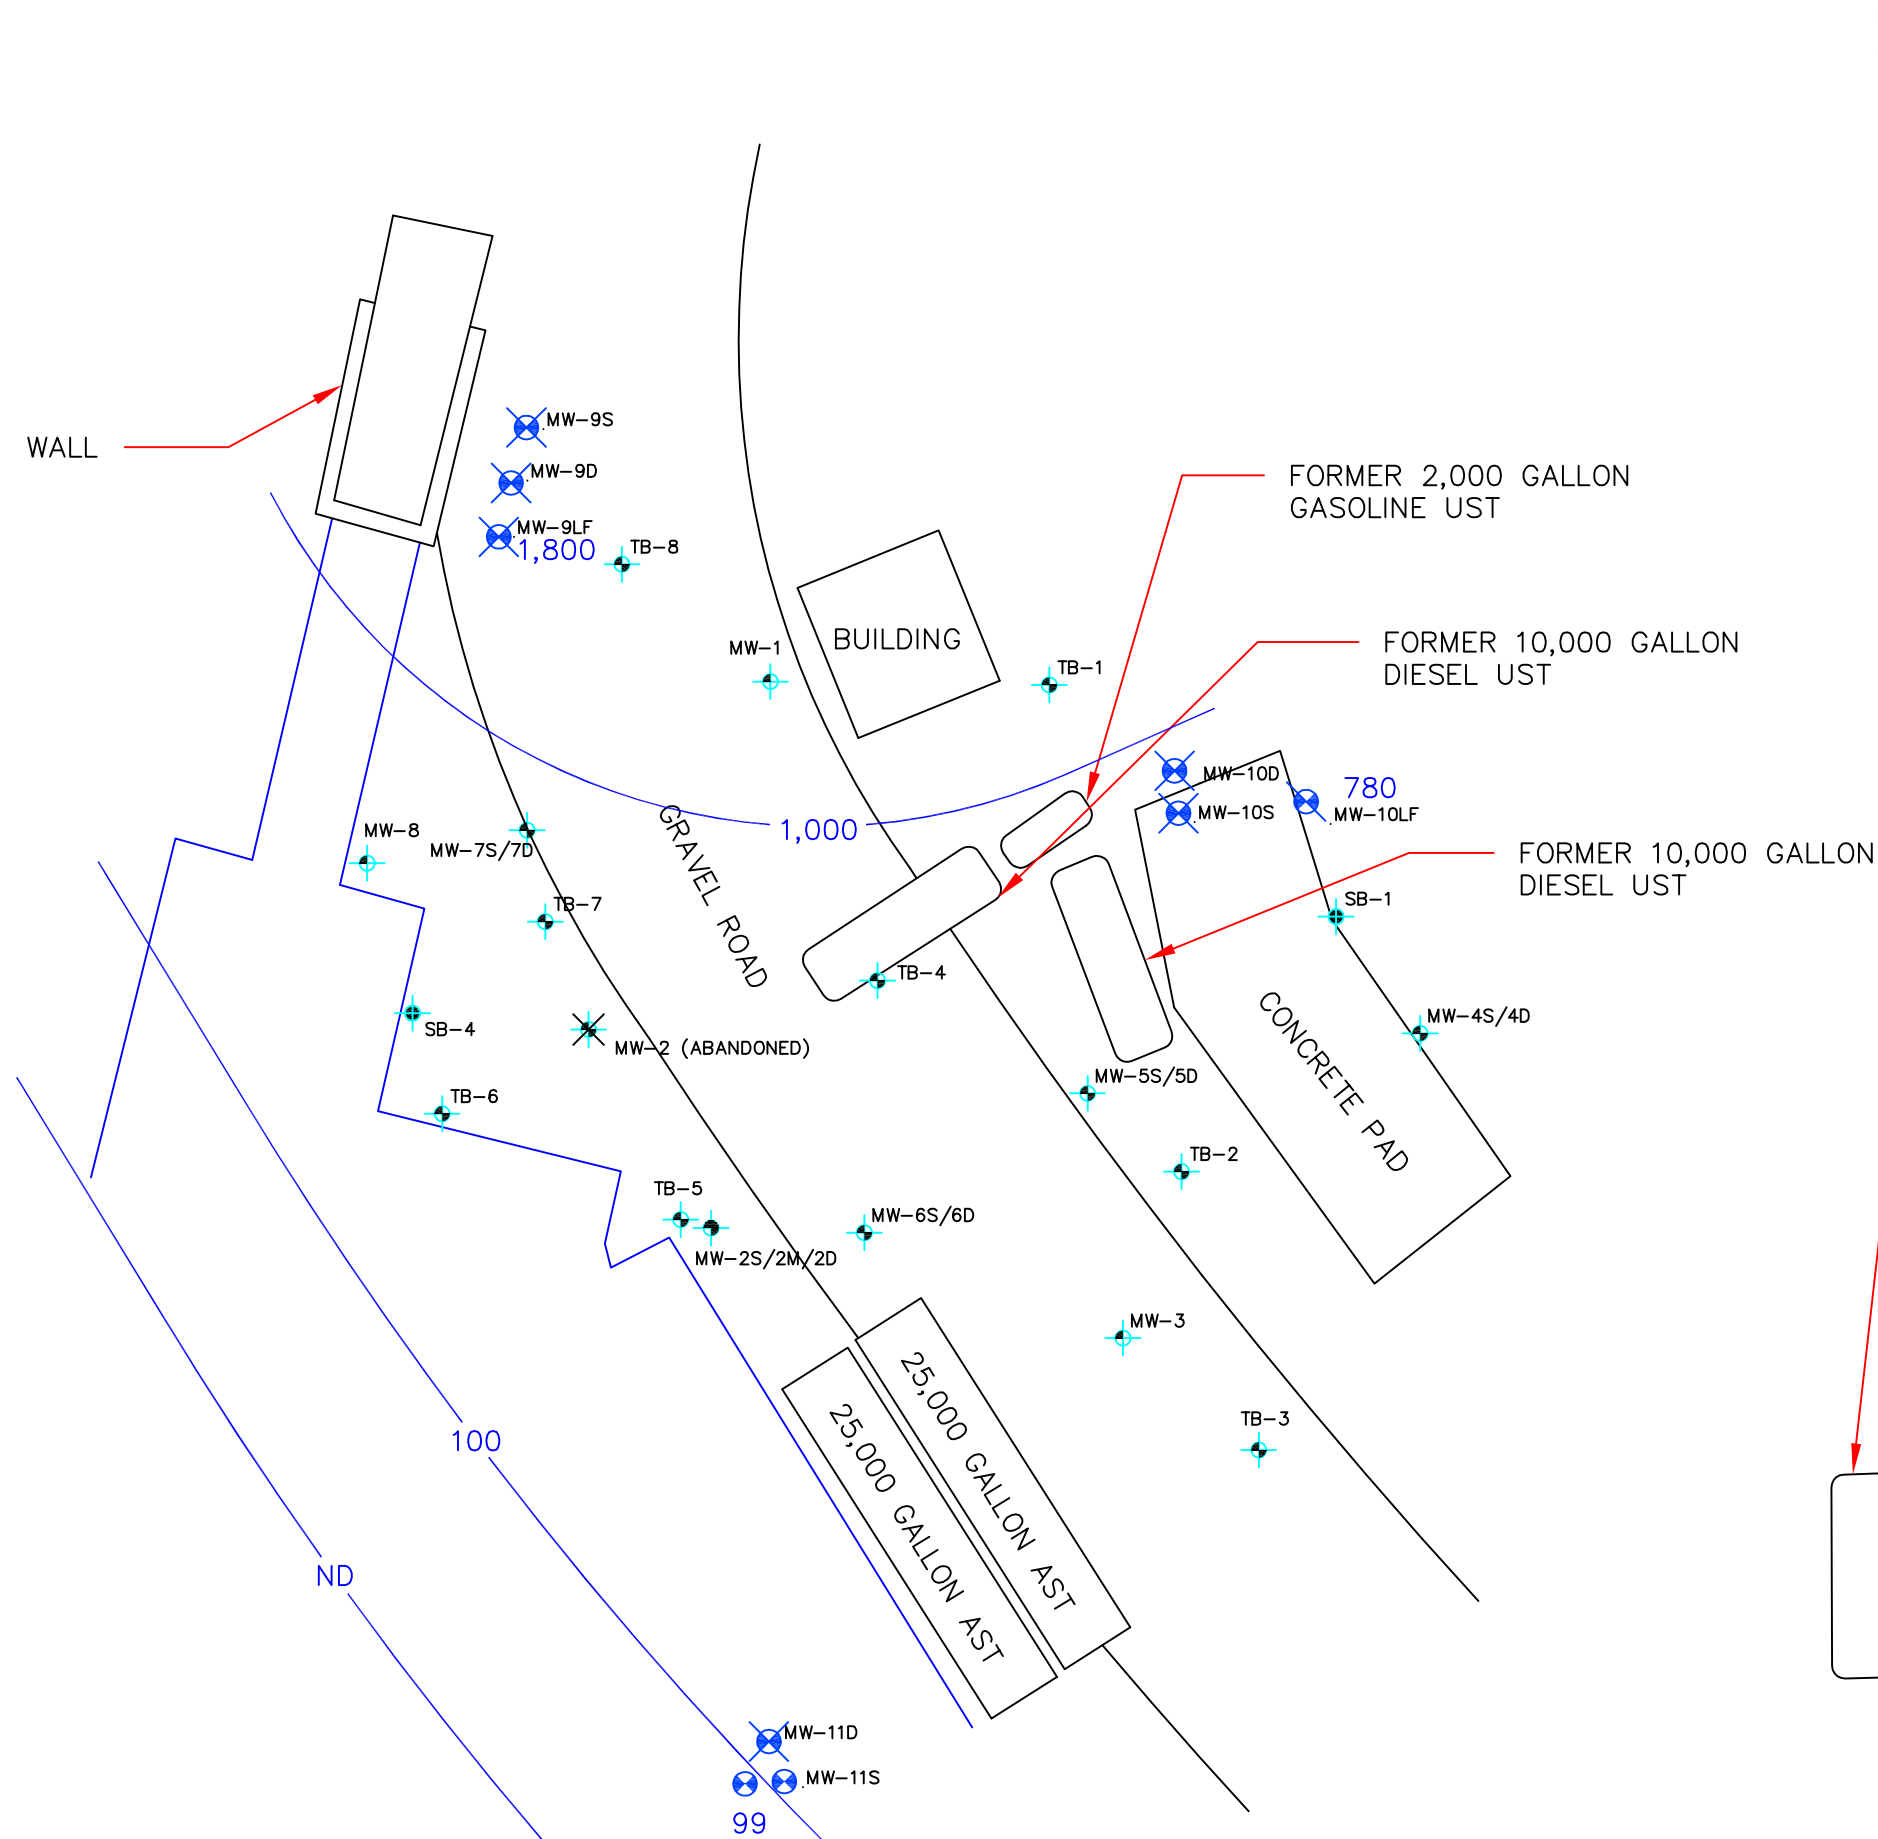 WALL
MW-9S
MW-9D
MW-9LF
1,800
TB-8
FORMER 2,000 GALLON
GASOLINE UST
BUILDING
MW-1
TB-1
FORMER 10,000 GALLON
DIESEL UST
MW-10D
780
MW-10S
MW-10LF
1,000
MW-8
MW-7S/7D
GRAVEL ROAD
FORMER 10,000 GALLON
DIESEL UST
TB-7
SB-1
TB-4
SB-4
MW-2 (ABANDONED)
MW-4S/4D
CONCRETE PAD
MW-5S/5D
TB-6
TB-2
TB-5
MW-6S/6D
MW-2S/2M/2D
MW-3
25,000 GALLON AST
25,000 GALLON AST
TB-3
100
ND
MW-11D
MW-11S
99